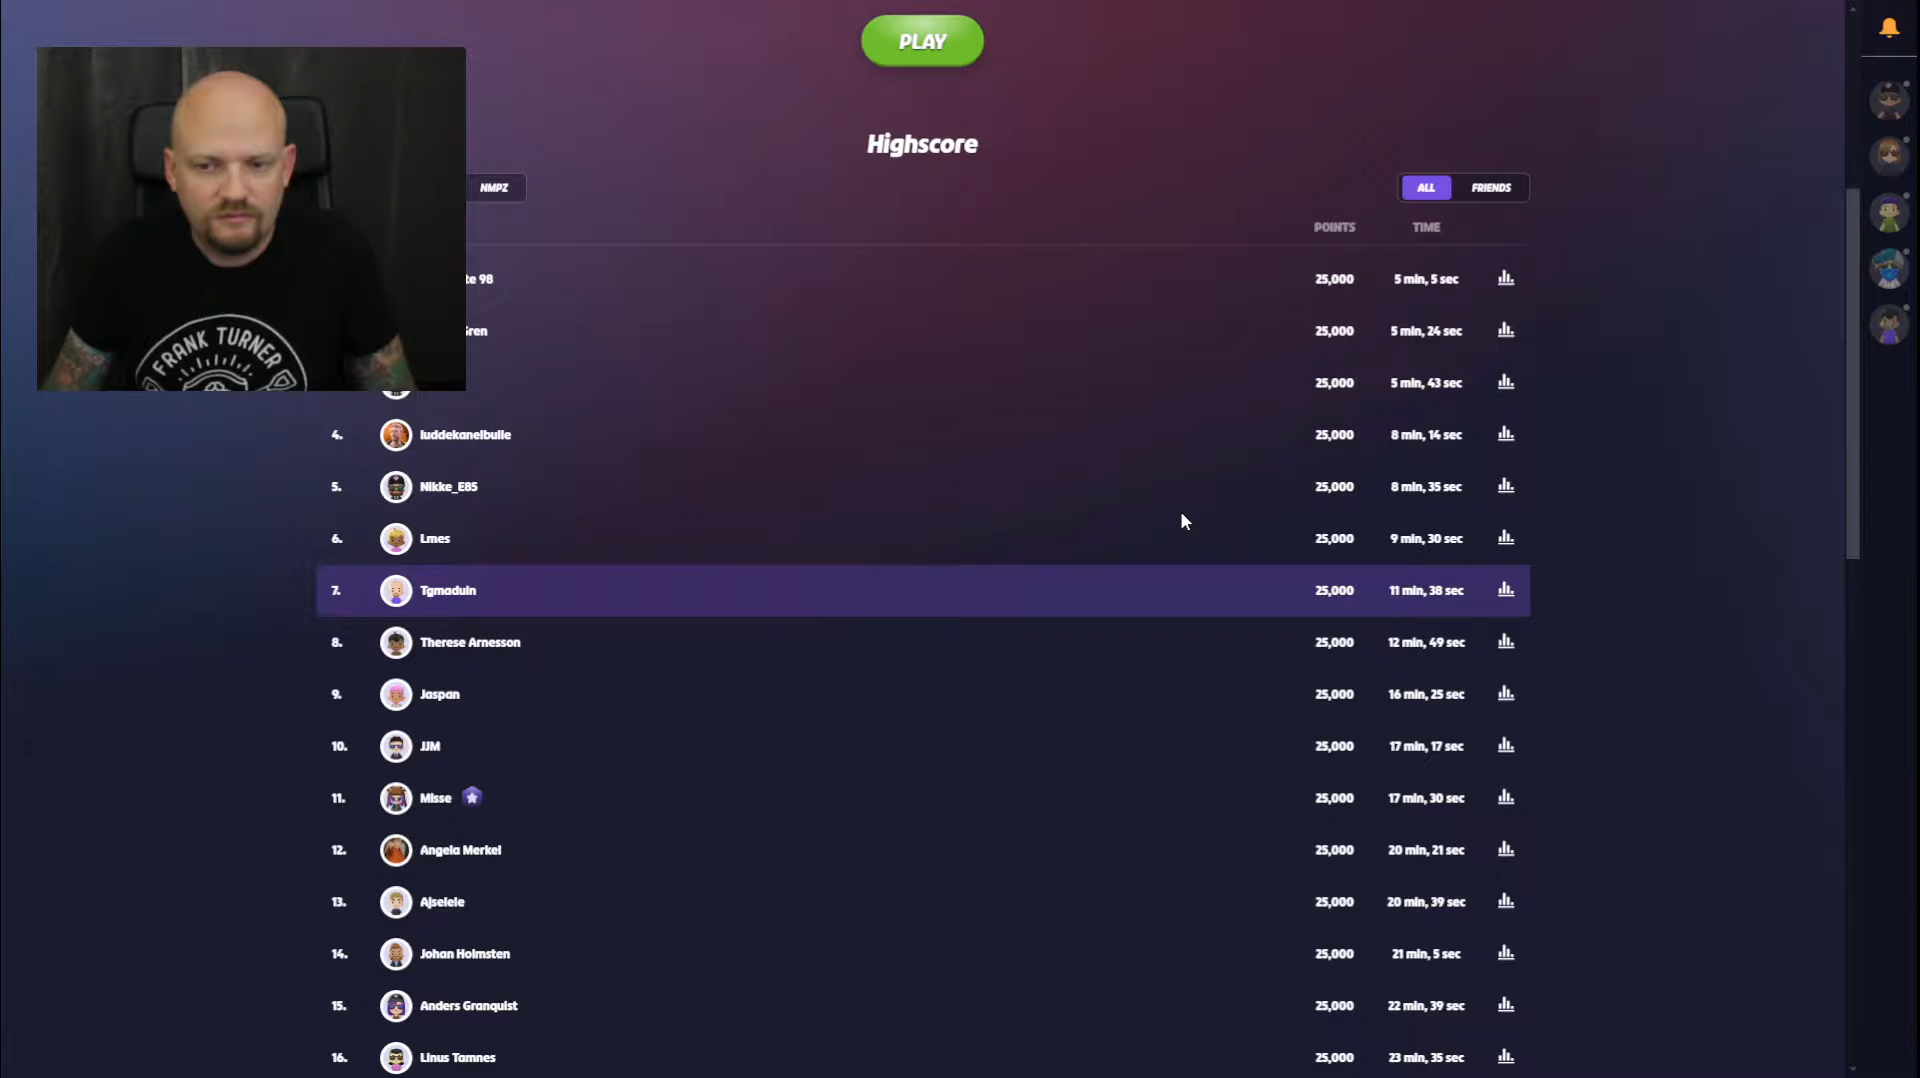 PLAY
Highscore
NMPZ
ALL FRIENDS
POINTS TIME
te 98 25,000 5 min, 5 sec
Gren 25,000 5 min, 24 sec
25,000 5 min, 43 sec
4. luddekanelbulle 25,000 8 min, 14 sec
5. Nikke_E85 25,000 8 min, 35 sec
6. Lmes 25,000 9 min, 30 sec
7. Tgmaduin 25,000 11 min, 38 sec
8. Therese Arnesson 25,000 12 min, 49 sec
9. Jaspan 25,000 16 min, 25 sec
10. JJM 25,000 17 min, 17 sec
11. Misse 25,000 17 min, 30 sec
12. Angela Merkel 25,000 20 min, 21 sec
13. Ajselele 25,000 20 min, 39 sec
14. Johan Holmsten 25,000 21 min, 5 sec
15. Anders Granquist 25,000 22 min, 39 sec
16. Linus Tamnes 25,000 23 min, 35 sec
FRANK TURNER